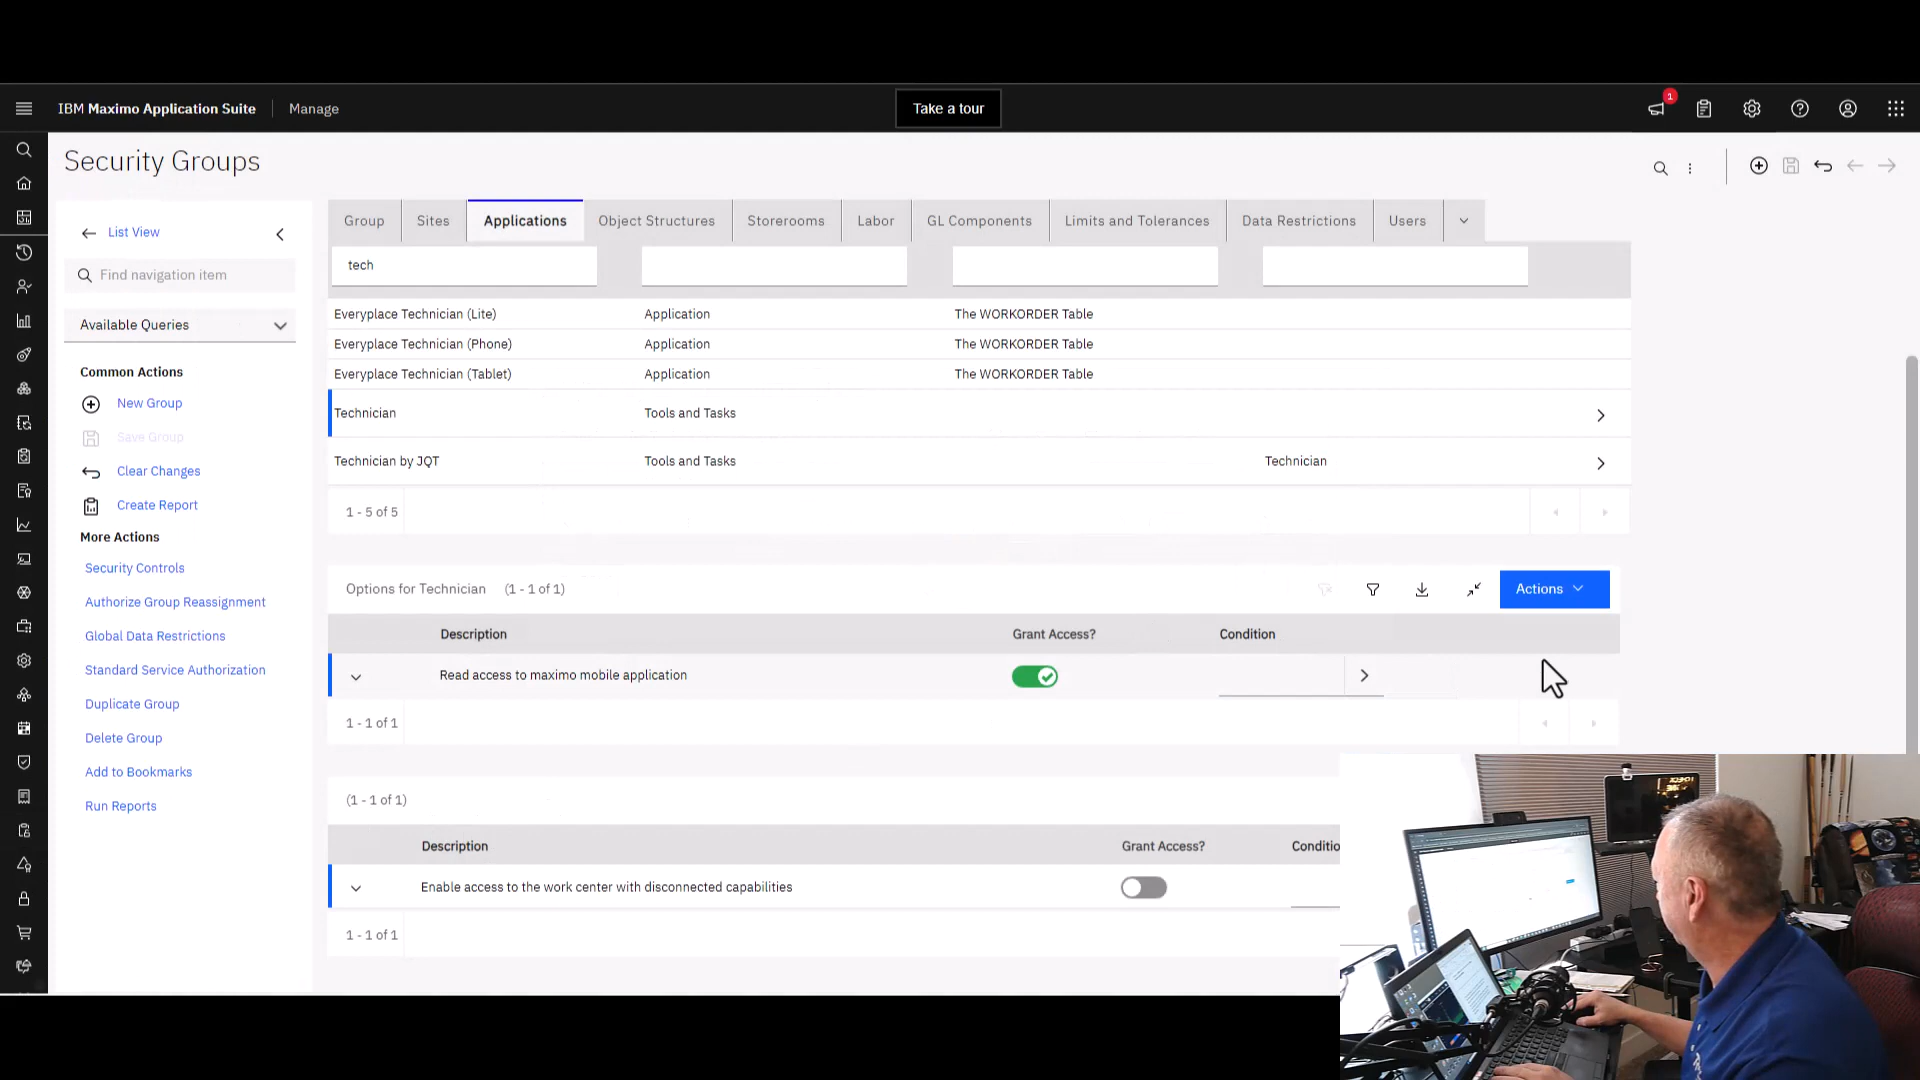 IBM Maximo Application Suite
Manage
Take a tour
1
Security Groups
List View
Find navigation item
Available Queries
Common Actions
New Group
Save Group
Clear Changes
Create Report
More Actions
Security Controls
Authorize Group Reassignment
Global Data Restrictions
Standard Service Authorization
Duplicate Group
Delete Group
Add to Bookmarks
Run Reports
Group Sites Applications Object Structures Storerooms Labor GL Components Limits and Tolerances Data Restrictions Users
tech
Everyplace Technician (Lite) Application The WORKORDER Table
Everyplace Technician (Phone) Application The WORKORDER Table
Everyplace Technician (Tablet) Application The WORKORDER Table
Technician Tools and Tasks
Technician by JQT Tools and Tasks Technician
1 - 5 of 5
Options for Technician (1 - 1 of 1)
Actions
Description Grant Access? Condition
Read access to maximo mobile application
1 - 1 of 1
(1 - 1 of 1)
Description Grant Access? Conditio
Enable access to the work center with disconnected capabilities
1 - 1 of 1